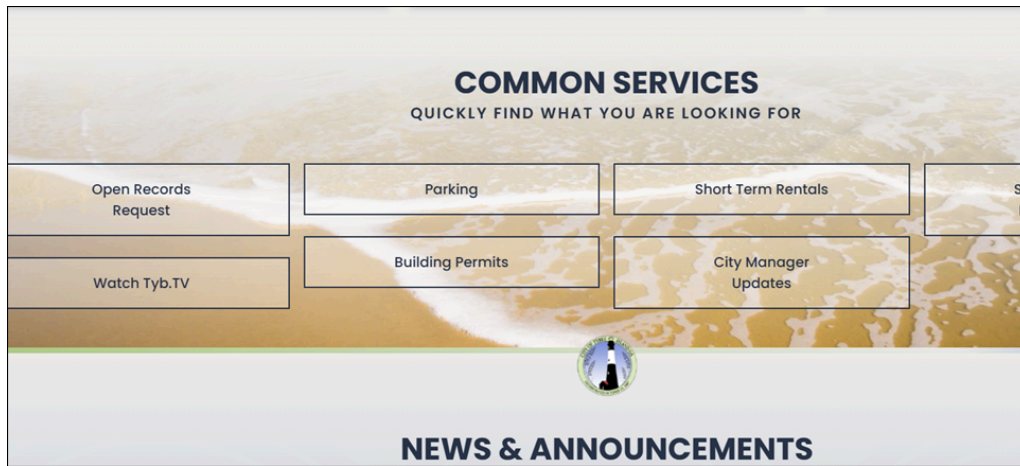 COMMON SERVICES
QUICKLY FIND WHAT YOU ARE LOOKING FOR
Open Records
Request
Parking
Short Term Rentals
S
Watch Tyb.TV
Building Permits
City Manager
Updates
NEWS & ANNOUNCEMENTS